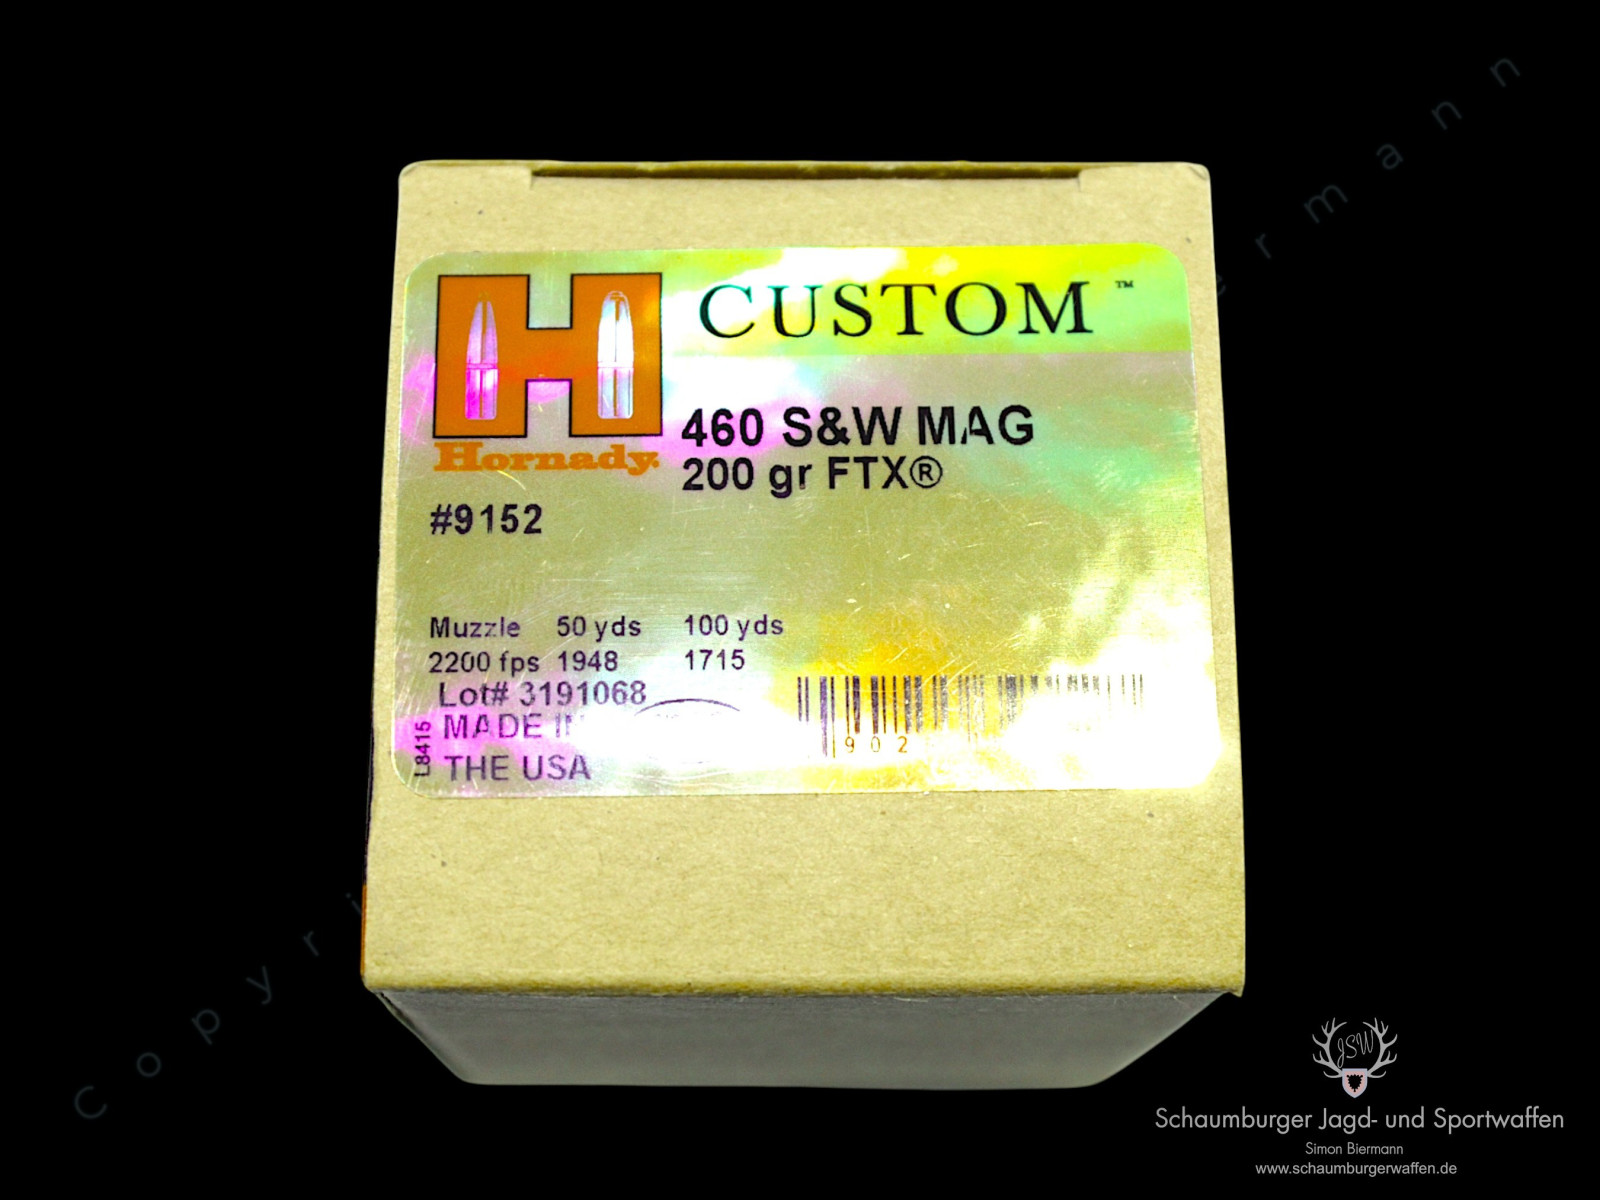 CUSTOM™
Hornady
460 S&W MAG
200 gr FTX®
#9152
Muzzle 50 yds 100 yds
2200 fps 1948 1715
Lot# 3191068
MADE IN
THE USA
L8415
902
JSW
Schaumburger Jagd- und Sportwaffen
Simon Biermann
www.schaumburgerwaffen.de